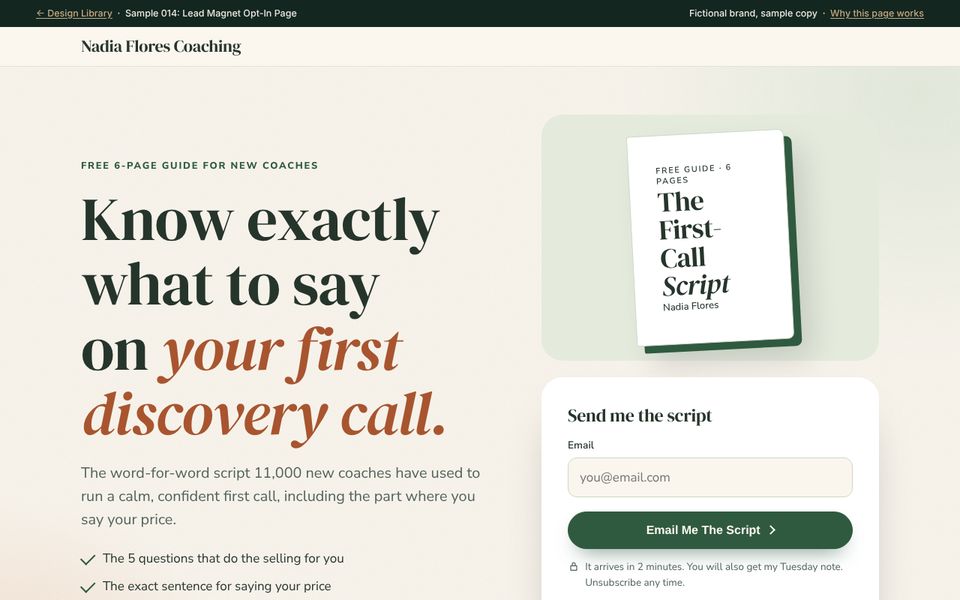 ← Design Library · Sample 014: Lead Magnet Opt-In Page
Fictional brand, sample copy · Why this page works
Nadia Flores Coaching
FREE 6-PAGE GUIDE FOR NEW COACHES
Know exactly
what to say
on your first
discovery call.
The word-for-word script 11,000 new coaches have used to
run a calm, confident first call, including the part where you
say your price.
The 5 questions that do the selling for you
The exact sentence for saying your price
FREE GUIDE · 6
PAGES
The
First-
Call
Script
Nadia Flores
Send me the script
Email
you@email.com
Email Me The Script
It arrives in 2 minutes. You will also get my Tuesday note.
Unsubscribe any time.